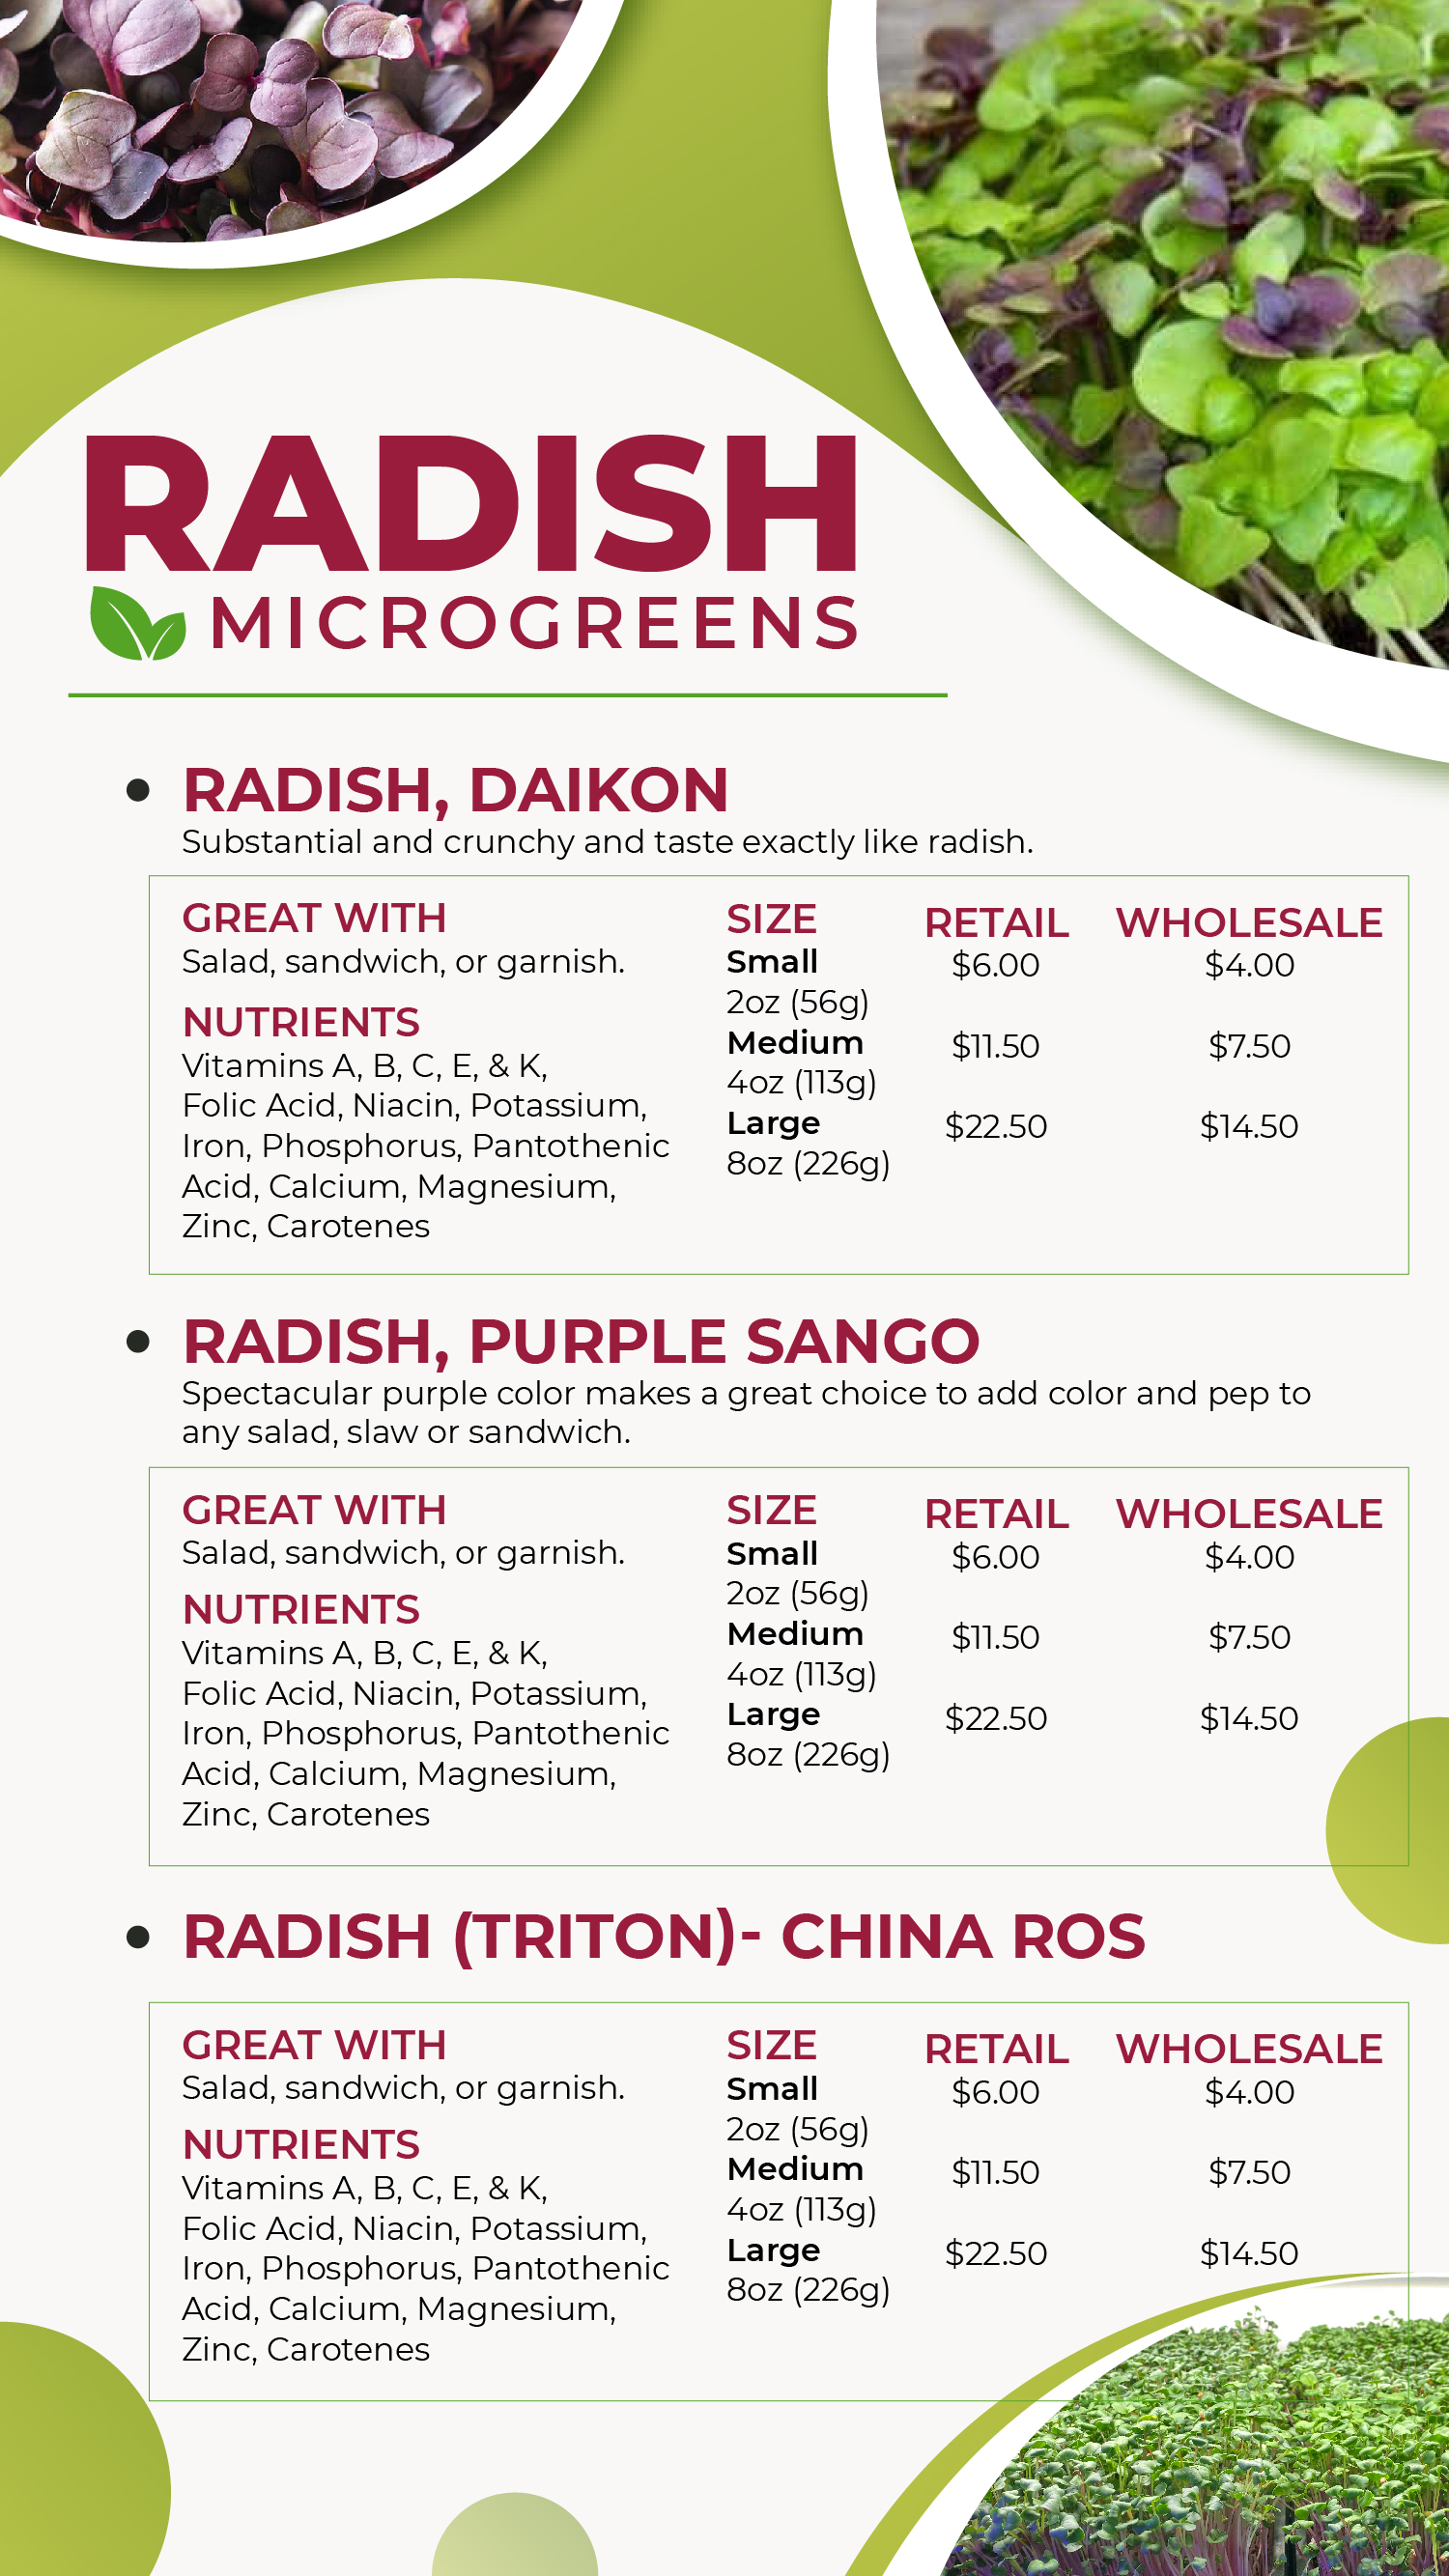 RADISH
MICROGREENS
RADISH, DAIKON
Substantial and crunchy and taste exactly like radish.
GREAT WITH
Salad, sandwich, or garnish.
NUTRIENTS
Vitamins A, B, C, E, & K,
Folic Acid, Niacin, Potassium,
Iron, Phosphorus, Pantothenic
Acid, Calcium, Magnesium,
Zinc, Carotenes
SIZE RETAIL WHOLESALE
Small $6.00 $4.00
2oz (56g)
Medium $11.50 $7.50
4oz (113g)
Large $22.50 $14.50
8oz (226g)
RADISH, PURPLE SANGO
Spectacular purple color makes a great choice to add color and pep to
any salad, slaw or sandwich.
GREAT WITH
Salad, sandwich, or garnish.
NUTRIENTS
Vitamins A, B, C, E, & K,
Folic Acid, Niacin, Potassium,
Iron, Phosphorus, Pantothenic
Acid, Calcium, Magnesium,
Zinc, Carotenes
SIZE RETAIL WHOLESALE
Small $6.00 $4.00
2oz (56g)
Medium $11.50 $7.50
4oz (113g)
Large $22.50 $14.50
8oz (226g)
RADISH (TRITON)- CHINA ROS
GREAT WITH
Salad, sandwich, or garnish.
NUTRIENTS
Vitamins A, B, C, E, & K,
Folic Acid, Niacin, Potassium,
Iron, Phosphorus, Pantothenic
Acid, Calcium, Magnesium,
Zinc, Carotenes
SIZE RETAIL WHOLESALE
Small $6.00 $4.00
2oz (56g)
Medium $11.50 $7.50
4oz (113g)
Large $22.50 $14.50
8oz (226g)